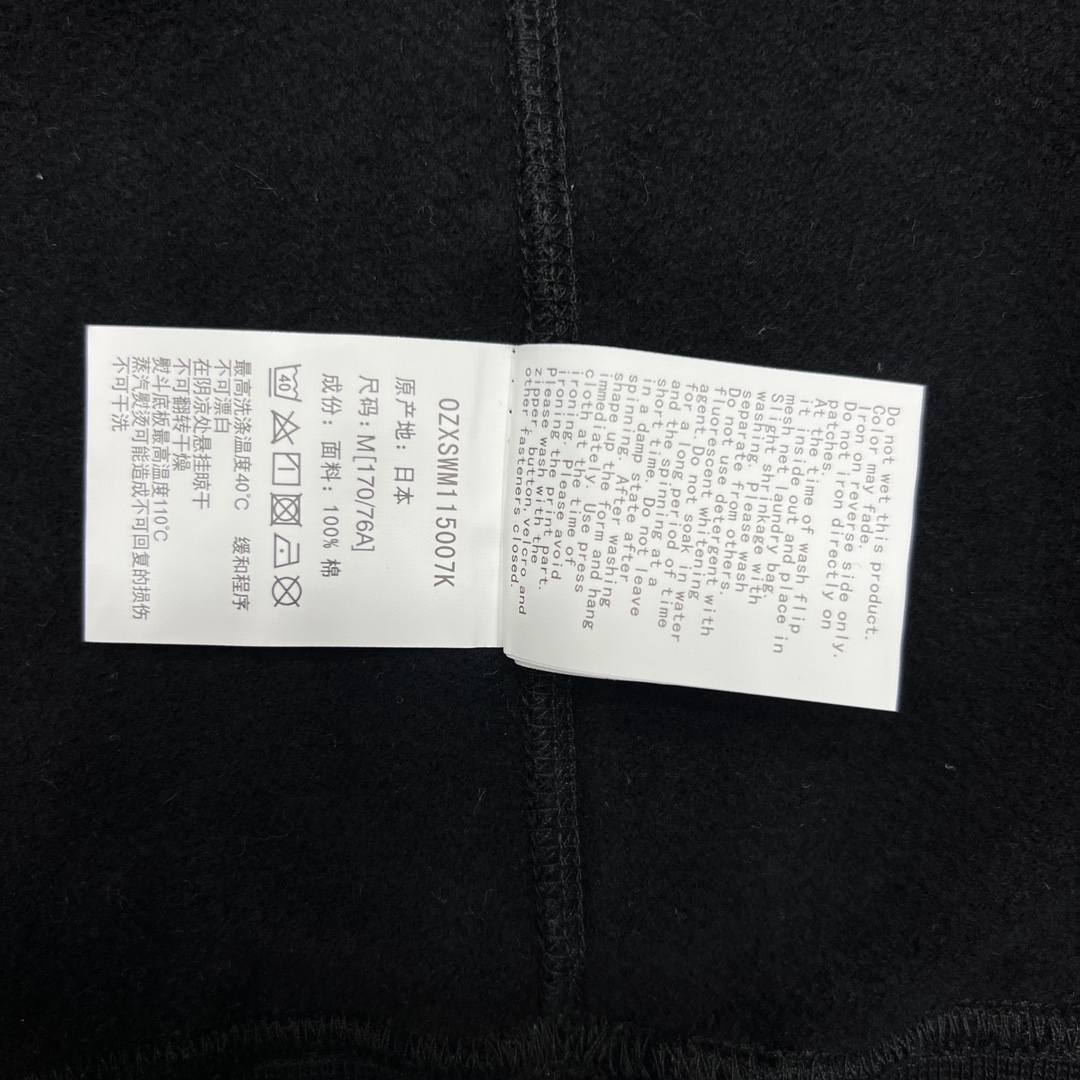 OZXSWM115007K
原产地: 日本
尺码: M[170/76A]
成份: 面料: 100% 棉
40
最高洗涤温度40℃ 缓和程序
不可漂白
在阴凉处悬挂晾干
不可翻转干燥
熨斗底板最高温度110℃
蒸汽熨烫可能造成不可回复的损伤
不可干洗
Do not wet this product.
Color may fade.
Iron on reverse side only.
Do not iron directly on
patches.
At the time of wash flip
it inside out and place in
mesh net laundry bag.
Slight shrinkage with
washing. Please wash
separate from others.
Do not use detergent with
fluorescent whitening
agent. Do not soak in water
for a long period of time
and the spinning at a
short time. Do not leave
in a damp state after
spinning. After washing
shape up the form and hang
immediately. Use press
cloth at the time of
ironing. Please avoid
ironing the print part.
Please wash with the
zipper, button, velcro and
other fasteners closed.